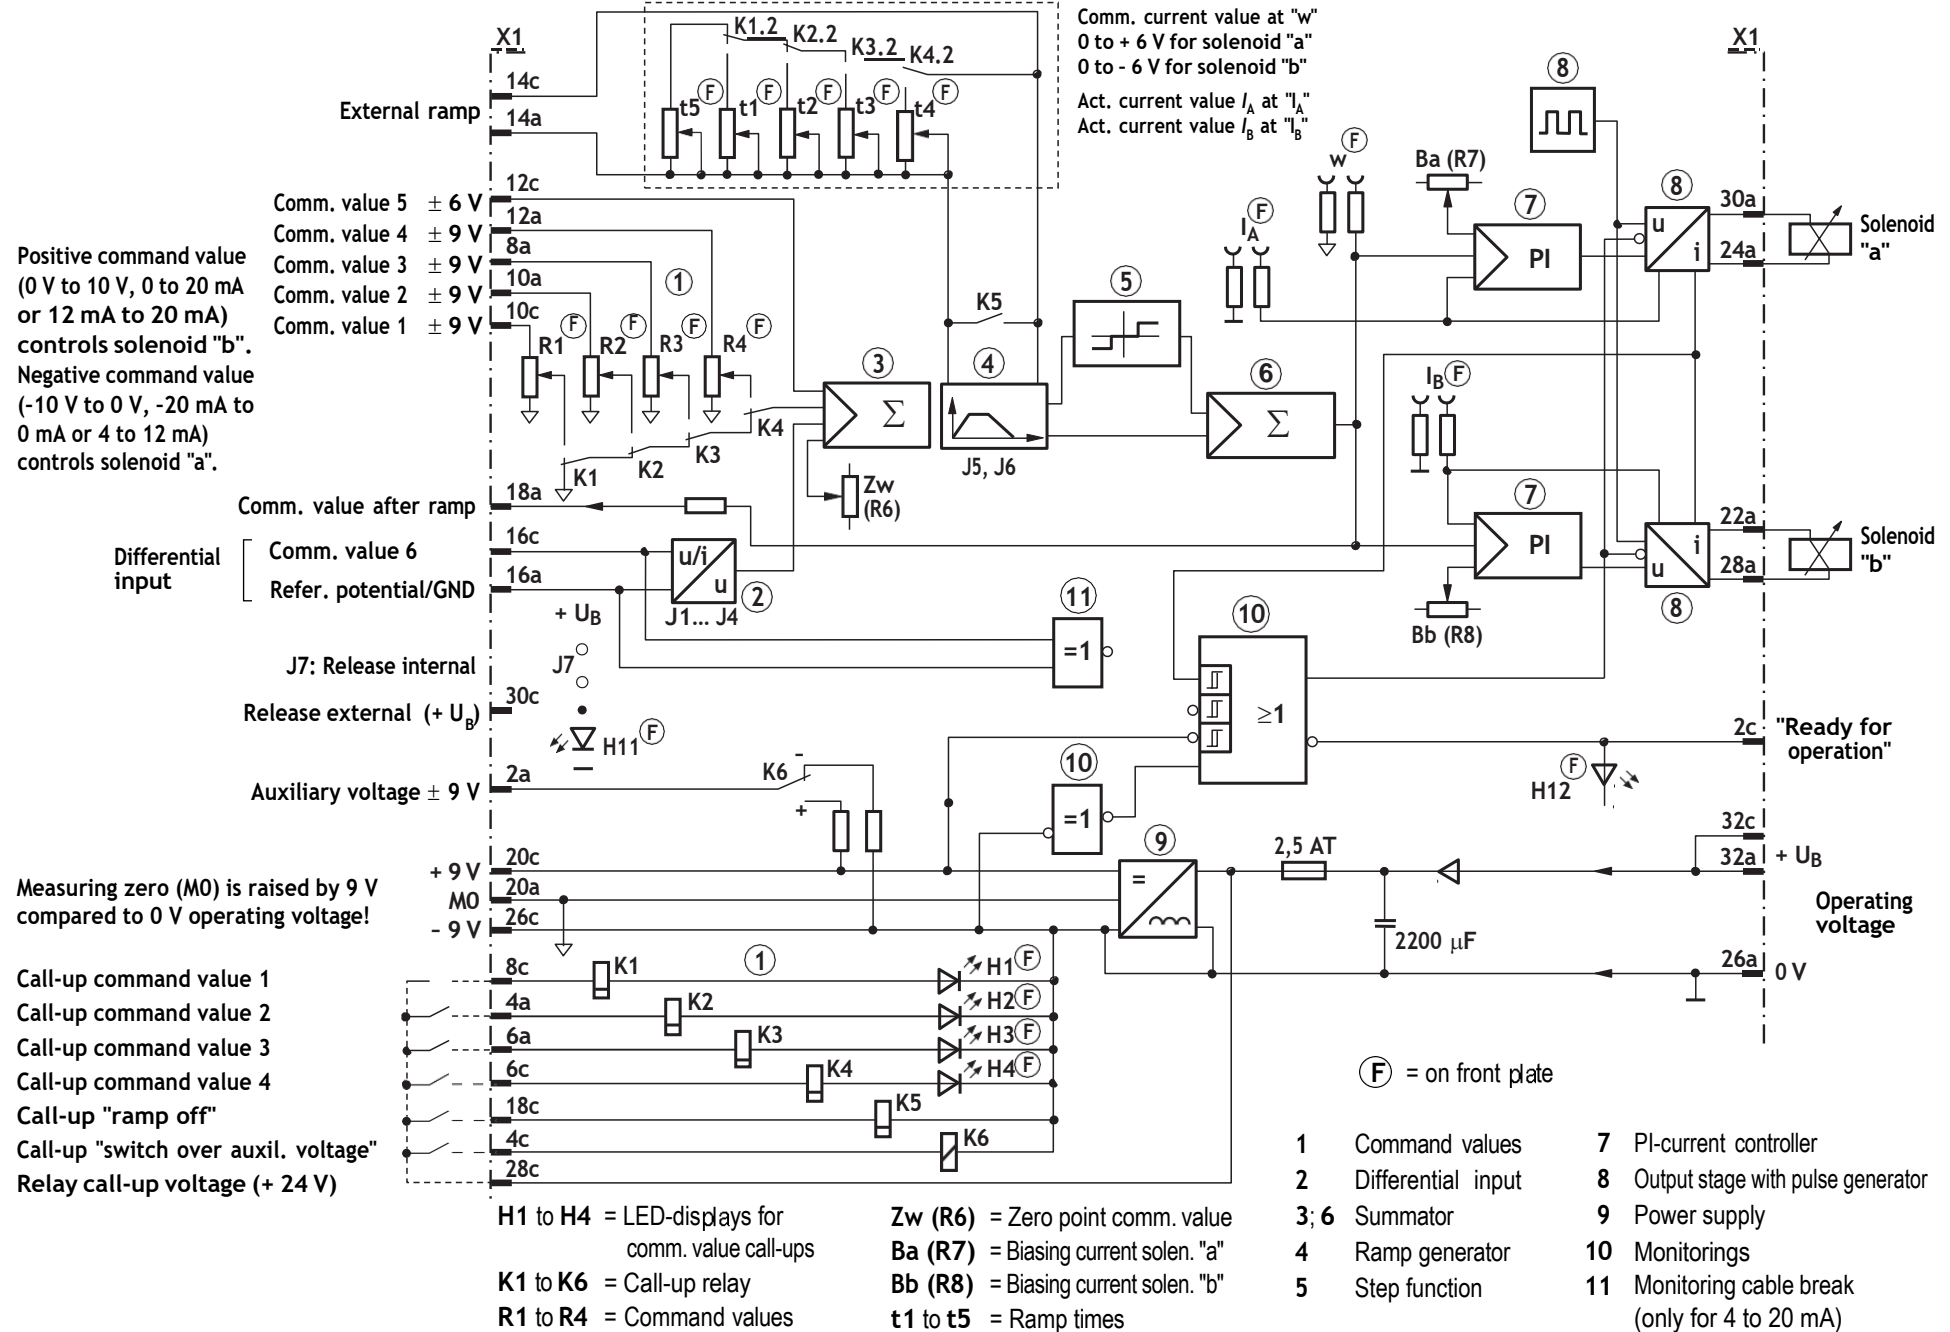 X1
14c
External ramp
14a
K1.2
K2.2
K3.2
K4.2
F
F
F
F
F
t5
t1
t2
t3
t4
Comm. current value at "w"
0 to + 6 V for solenoid "a"
0 to - 6 V for solenoid "b"
Act. current value IA at "IA"
Act. current value IB at "IB"
X1
12c
Comm. value 5 ± 6 V
12a
Comm. value 4 ± 9 V
8a
Comm. value 3 ± 9 V
10a
Comm. value 2 ± 9 V
10c
Comm. value 1 ± 9 V
Positive command value
(0 V to 10 V, 0 to 20 mA
or 12 mA to 20 mA)
controls solenoid "b".
Negative command value
(-10 V to 0 V, -20 mA to
0 mA or 4 to 12 mA)
controls solenoid "a".
1
F
F
F
F
R1
R2
R3
R4
K1
K2
K3
K4
3
Σ
Zw
(R6)
K5
4
J5, J6
5
6
Σ
IA
F
w
F
Ba (R7)
7
PI
8
8
u
i
30a
24a
Solenoid
"a"
IB
F
7
PI
Bb (R8)
i
u
8
22a
28a
Solenoid
"b"
18a
Comm. value after ramp
Differential
input
16c
Comm. value 6
16a
Refer. potential/GND
u/i
u
2
J1... J4
+ UB
J7: Release internal
J7
30c
Release external (+ UB)
H11
F
11
=1
10
≥1
10
=1
2c
"Ready for
operation"
F
H12
2a
Auxiliary voltage ± 9 V
K6
-
+
20c
+ 9 V
20a
M0
26c
- 9 V
Measuring zero (M0) is raised by 9 V
compared to 0 V operating voltage!
9
=
2,5 AT
2200 µF
32c
32a
+ UB
Operating
voltage
26a
0 V
1
8c
Call-up command value 1
K1
H1
F
4a
Call-up command value 2
K2
H2
F
6a
Call-up command value 3
K3
H3
F
6c
Call-up command value 4
K4
H4
F
18c
Call-up "ramp off"
K5
4c
Call-up "switch over auxil. voltage"
K6
28c
Relay call-up voltage (+ 24 V)
F = on front plate
H1 to H4 = LED-displays for
comm. value call-ups
K1 to K6 = Call-up relay
R1 to R4 = Command values
Zw (R6) = Zero point comm. value
Ba (R7) = Biasing current solen. "a"
Bb (R8) = Biasing current solen. "b"
t1 to t5 = Ramp times
1 Command values
2 Differential input
3; 6 Summator
4 Ramp generator
5 Step function
7 PI-current controller
8 Output stage with pulse generator
9 Power supply
10 Monitorings
11 Monitoring cable break
(only for 4 to 20 mA)